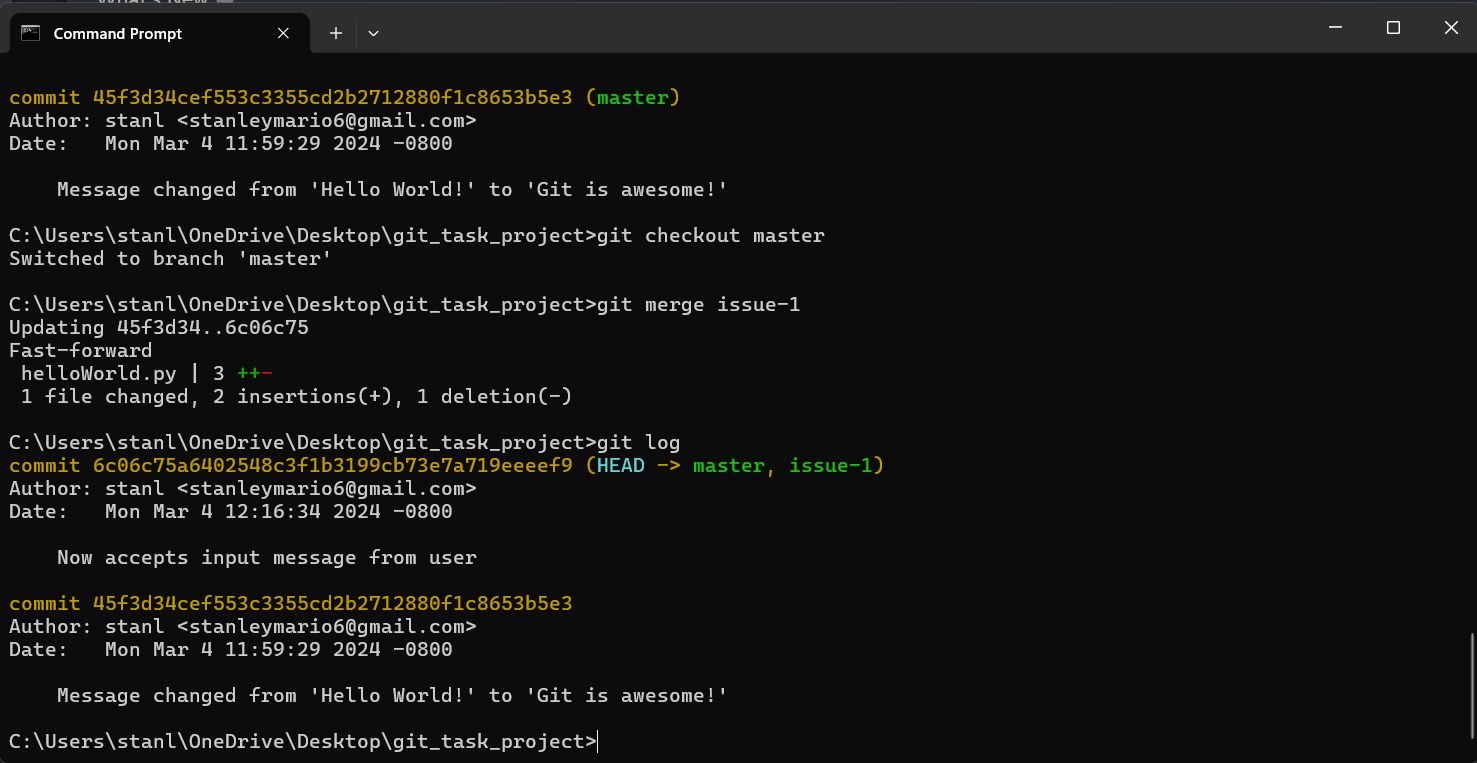 What's New
Command Prompt
commit 45f3d34cef553c3355cd2b2712880f1c8653b5e3 (master)
Author: stanl <stanleymario6@gmail.com>
Date:   Mon Mar 4 11:59:29 2024 -0800
    Message changed from 'Hello World!' to 'Git is awesome!'
C:\Users\stanl\OneDrive\Desktop\git_task_project>git checkout master
Switched to branch 'master'
C:\Users\stanl\OneDrive\Desktop\git_task_project>git merge issue-1
Updating 45f3d34..6c06c75
Fast-forward
 helloWorld.py | 3 ++-
 1 file changed, 2 insertions(+), 1 deletion(-)
C:\Users\stanl\OneDrive\Desktop\git_task_project>git log
commit 6c06c75a6402548c3f1b3199cb73e7a719eeeef9 (HEAD -> master, issue-1)
Author: stanl <stanleymario6@gmail.com>
Date:   Mon Mar 4 12:16:34 2024 -0800
    Now accepts input message from user
commit 45f3d34cef553c3355cd2b2712880f1c8653b5e3
Author: stanl <stanleymario6@gmail.com>
Date:   Mon Mar 4 11:59:29 2024 -0800
    Message changed from 'Hello World!' to 'Git is awesome!'
C:\Users\stanl\OneDrive\Desktop\git_task_project>